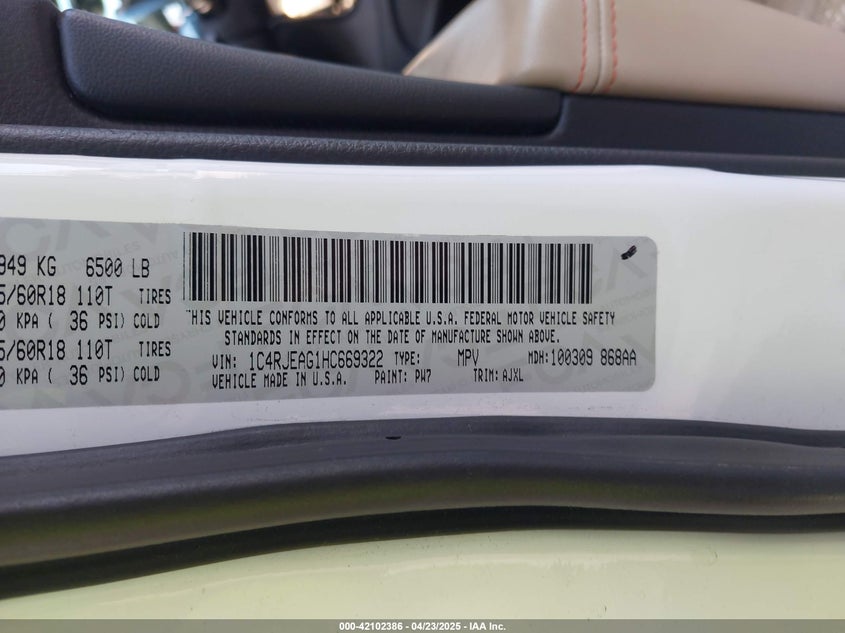 949 KG 6500 LB
5/60R18 110T TIRES
0 KPA ( 36 PSI) COLD
5/60R18 110T TIRES
0 KPA ( 36 PSI) COLD
THIS VEHICLE CONFORMS TO ALL APPLICABLE U.S.A. FEDERAL MOTOR VEHICLE SAFETY
STANDARDS IN EFFECT ON THE DATE OF MANUFACTURE SHOWN ABOVE.
VIN: 1C4RJEAG1HC669322 TYPE: MPV MDH:100309 868AA
VEHICLE MADE IN U.S.A. PAINT: PW7 TRIM: AJXL
000-42102386 - 04/23/2025 - IAA Inc.